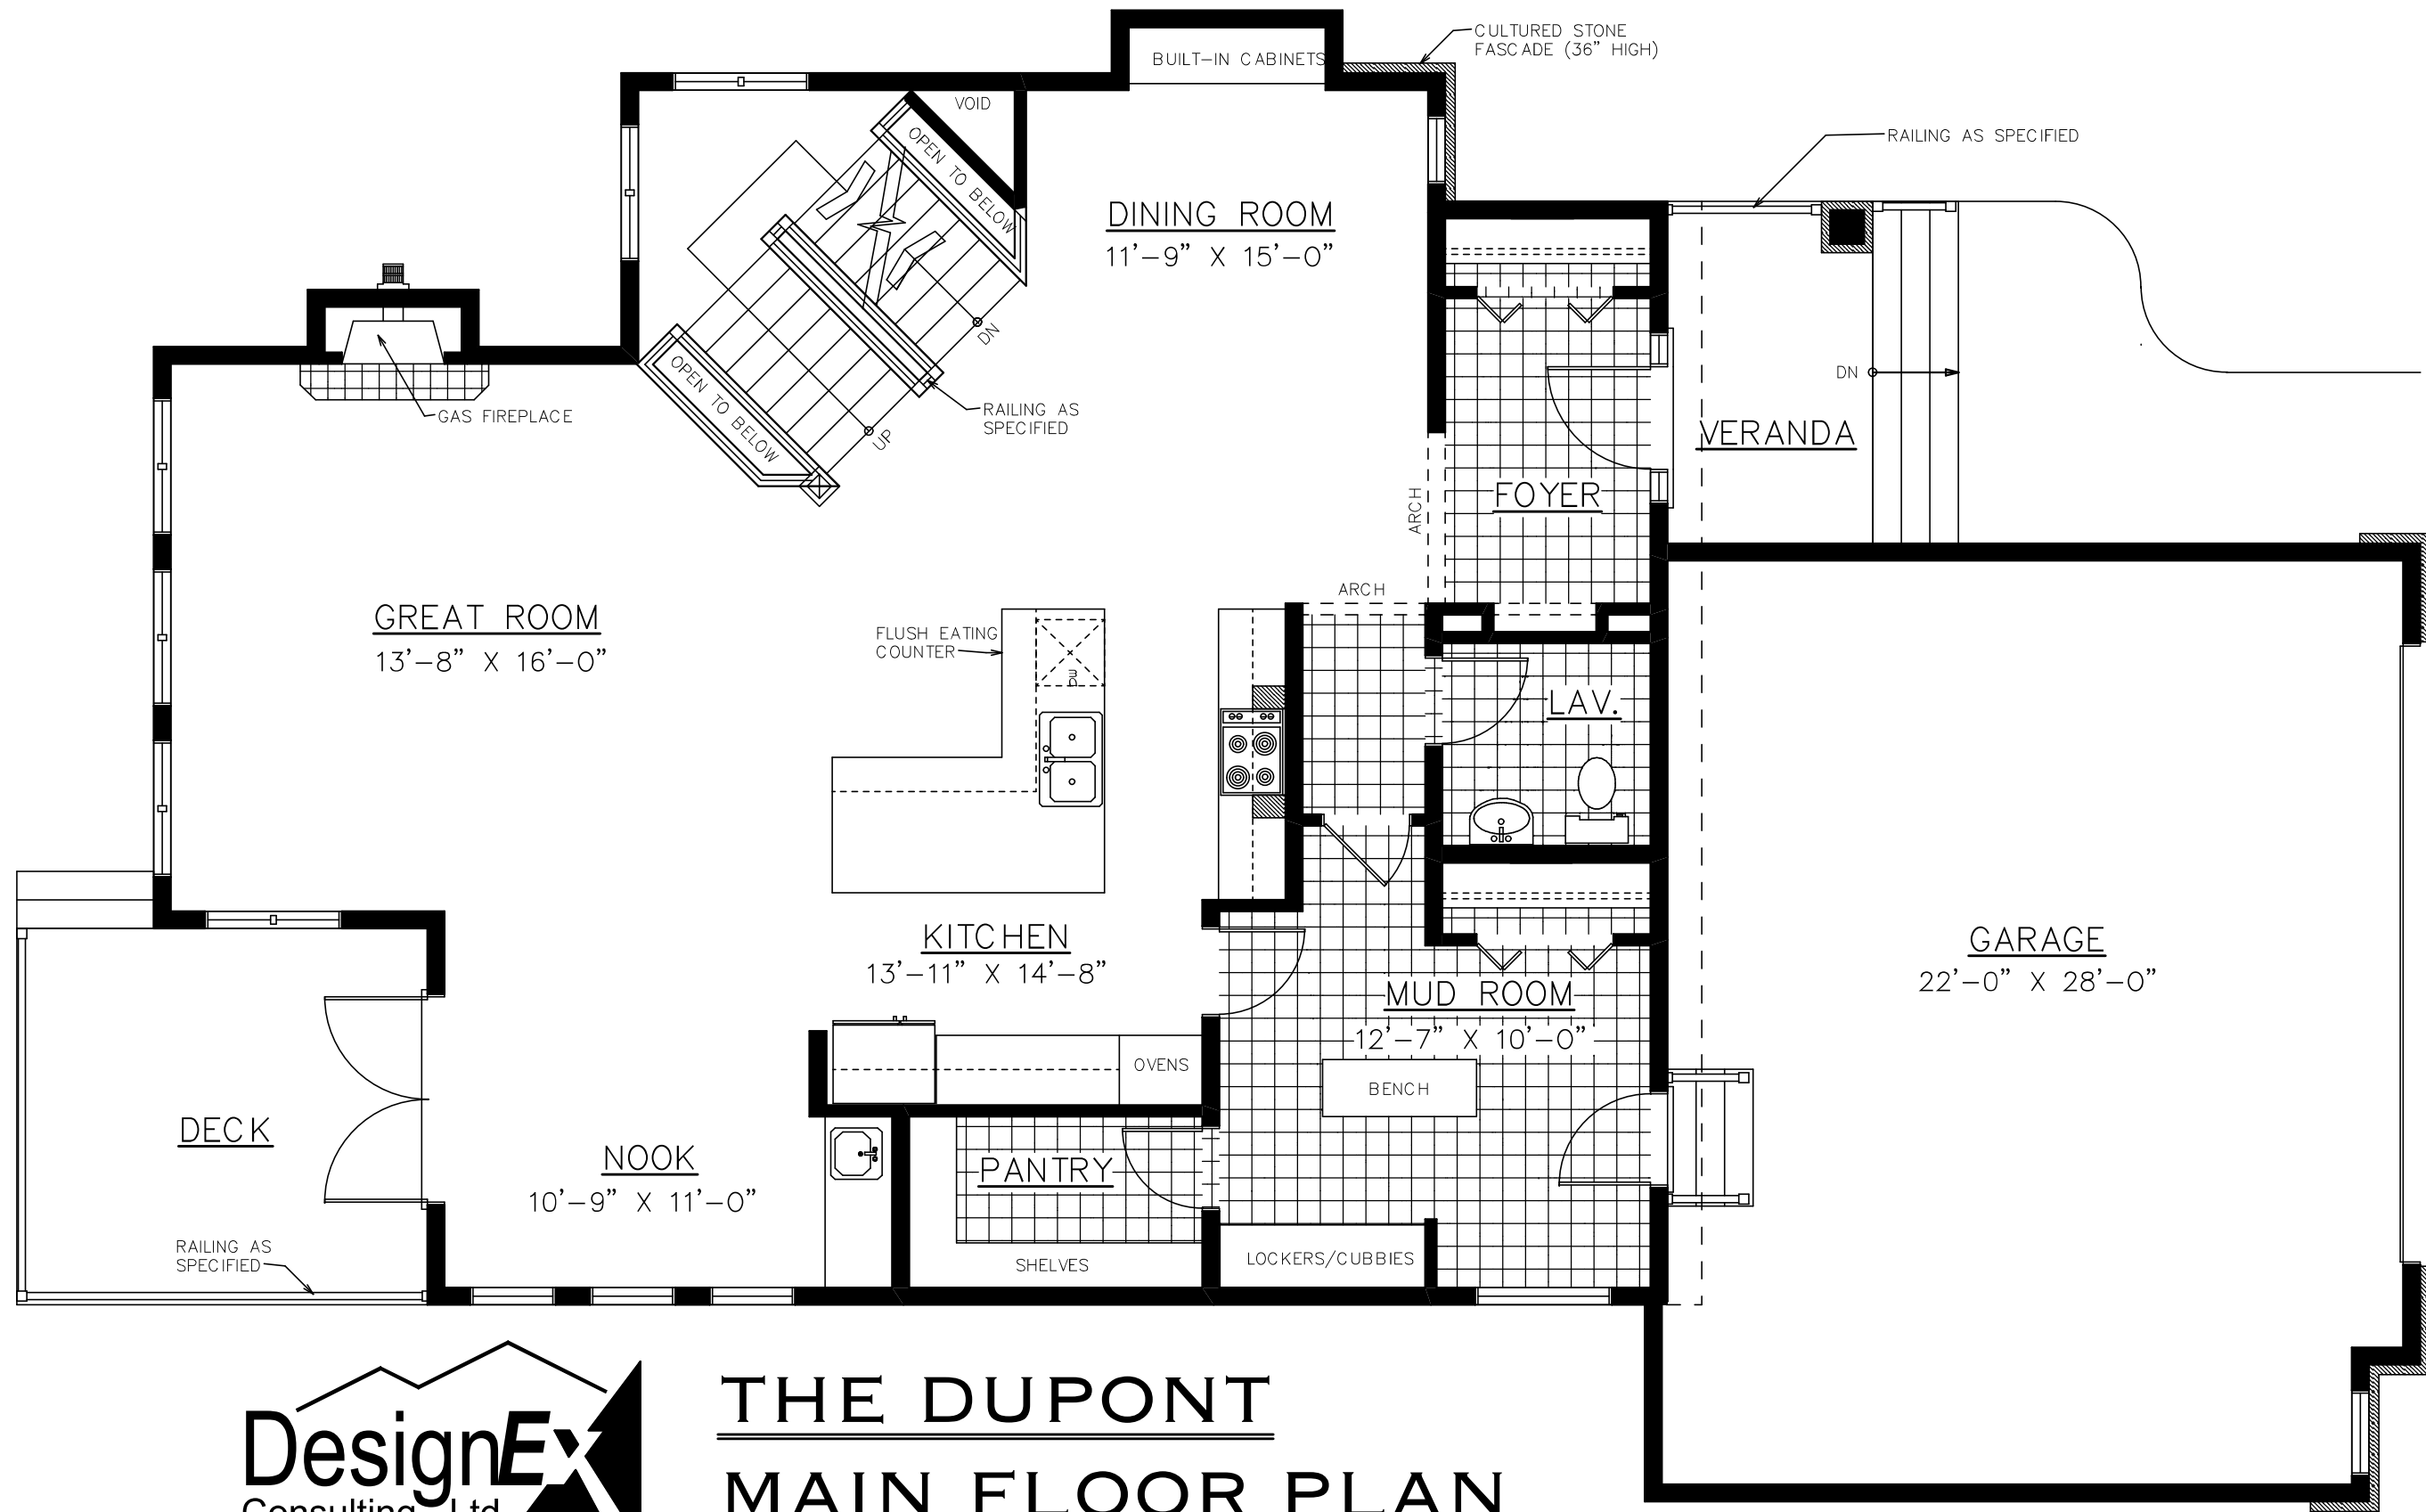 CULTURED STONE
FASCADE (36" HIGH)
BUILT-IN CABINETS
VOID
OPEN TO BELOW
RAILING AS SPECIFIED
DINING ROOM
11'-9" X 15'-0"
DN
DN
UP
OPEN TO BELOW
GAS FIREPLACE
RAILING AS
SPECIFIED
VERANDA
FOYER
ARCH
ARCH
GREAT ROOM
13'-8" X 16'-0"
FLUSH EATING
COUNTER
DW
LAV.
KITCHEN
13'-11" X 14'-8"
GARAGE
22'-0" X 28'-0"
MUD ROOM
12'-7" X 10'-0"
OVENS
BENCH
DECK
NOOK
10'-9" X 11'-0"
PANTRY
RAILING AS
SPECIFIED
SHELVES
LOCKERS/CUBBIES
THE DUPONT
MAIN FLOOR PLAN
DesignEx
Consulting Ltd